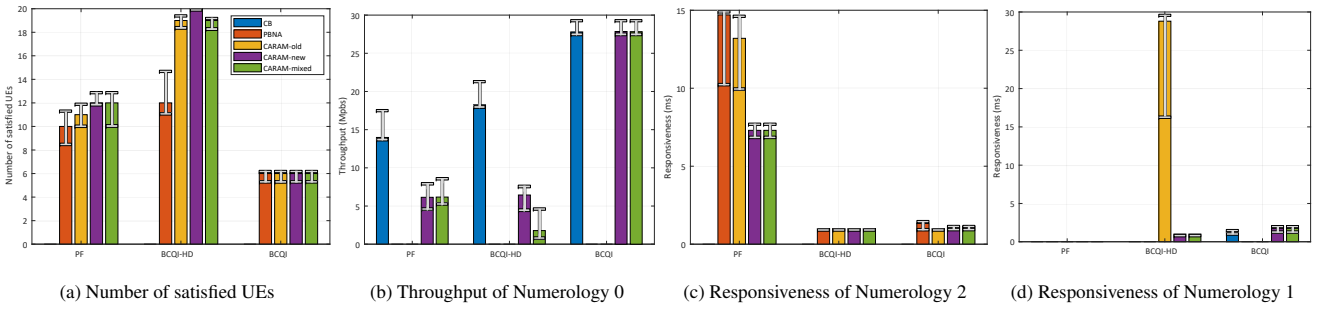 20
18
16
14
12
10
8
6
4
2
0
Number of satisfied UEs
PF
BCQI-HD
BCQI
CB
PBNA
CARAM-old
CARAM-new
CARAM-mixed
(a) Number of satisfied UEs
30
25
20
15
10
5
0
Throughput (Mpbs)
PF
BCQI-HD
BCQI
(b) Throughput of Numerology 0
15
10
5
0
Responsiveness (ms)
PF
BCQI-HD
BCQI
(c) Responsiveness of Numerology 2
30
25
20
15
10
5
0
Responsiveness (ms)
PF
BCQI-HD
BCQI
(d) Responsiveness of Numerology 1